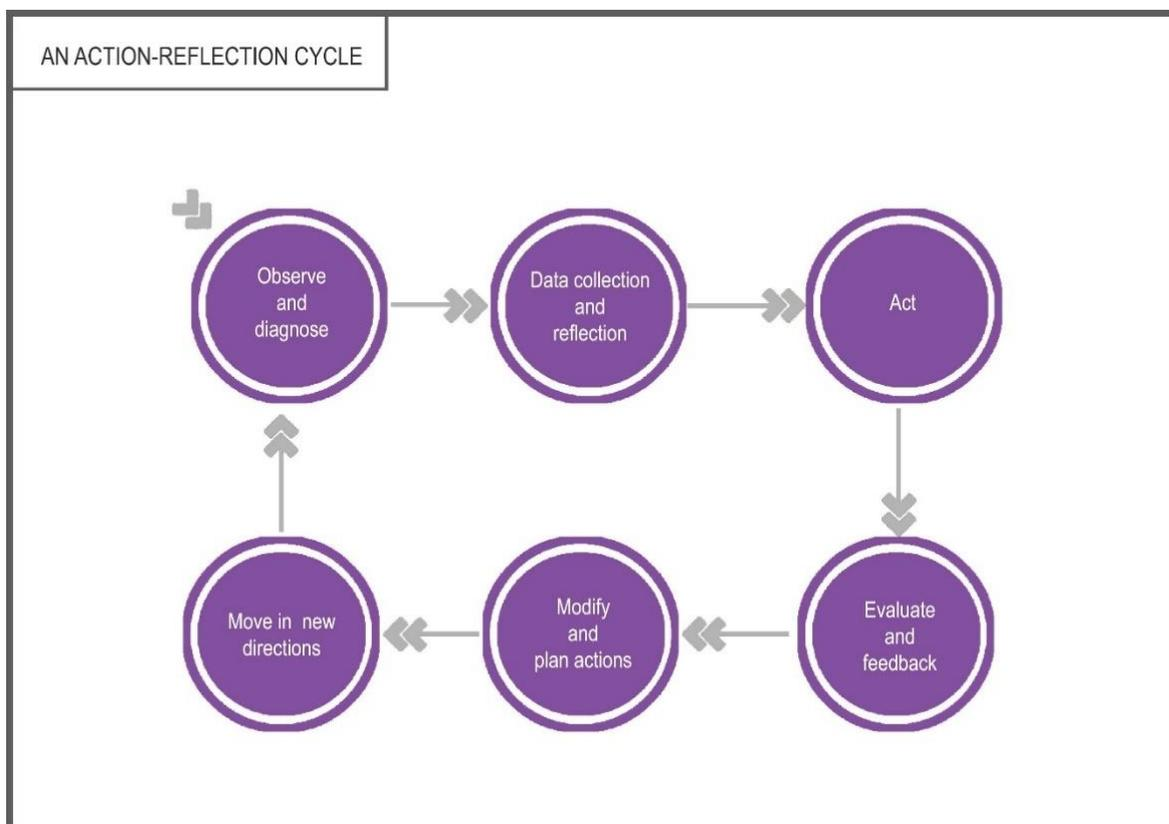 AN ACTION-REFLECTION CYCLE
Observe
and
diagnose
Data collection
and
reflection
Act
Evaluate
and
feedback
Modify
and
plan actions
Move in new
directions